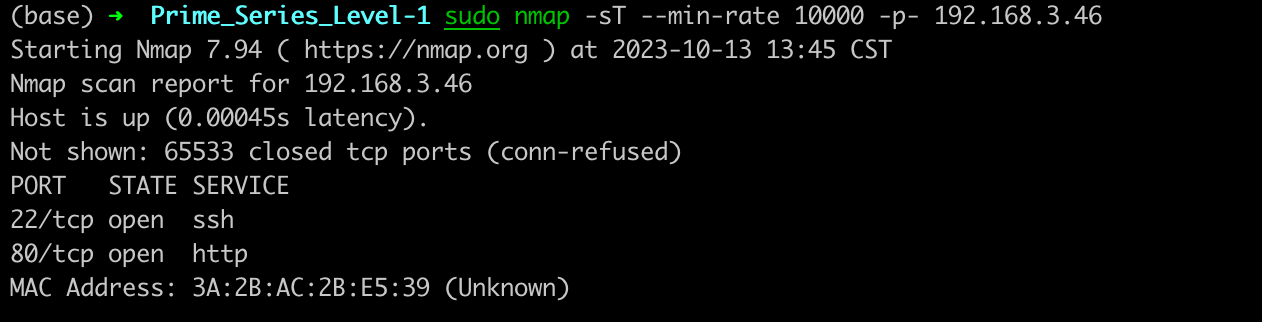 (base) ➜  Prime_Series_Level-1 sudo nmap -sT --min-rate 10000 -p- 192.168.3.46
Starting Nmap 7.94 ( https://nmap.org ) at 2023-10-13 13:45 CST
Nmap scan report for 192.168.3.46
Host is up (0.00045s latency).
Not shown: 65533 closed tcp ports (conn-refused)
PORT   STATE SERVICE
22/tcp open  ssh
80/tcp open  http
MAC Address: 3A:2B:AC:2B:E5:39 (Unknown)